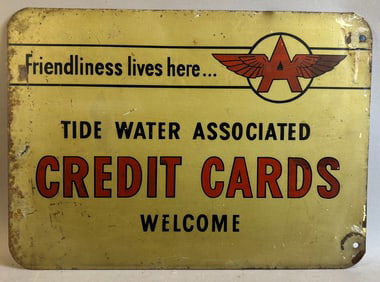 Friendliness lives here...
A
TIDE WATER ASSOCIATED
CREDIT CARDS
WELCOME